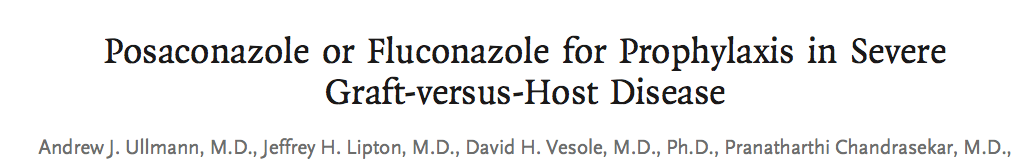 Posaconazole or Fluconazole for Prophylaxis in Severe
Graft-versus-Host Disease
Andrew J. Ullmann, M.D., Jeffrey H. Lipton, M.D., David H. Vesole, M.D., Ph.D., Pranatharthi Chandrasekar, M.D.,